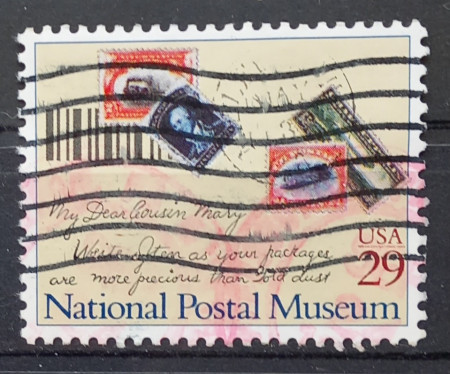 My Dear Cousin Mary
Write often as your packages
are more precious than Gold dust
USA
29
National Postal Museum